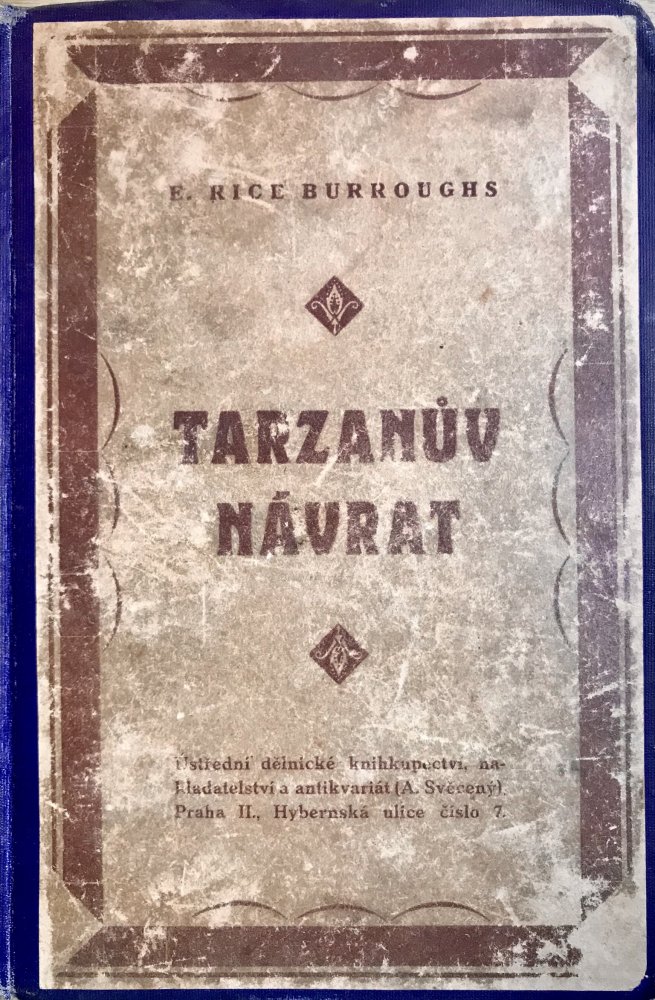 E. RICE BURROUGHS
TARZANŮV
NÁVRAT
Ústřední dělnické knihkupectví, na-
kladatelství a antikvariát (A. Svěcený),
Praha II., Hybernská ulice číslo 7.